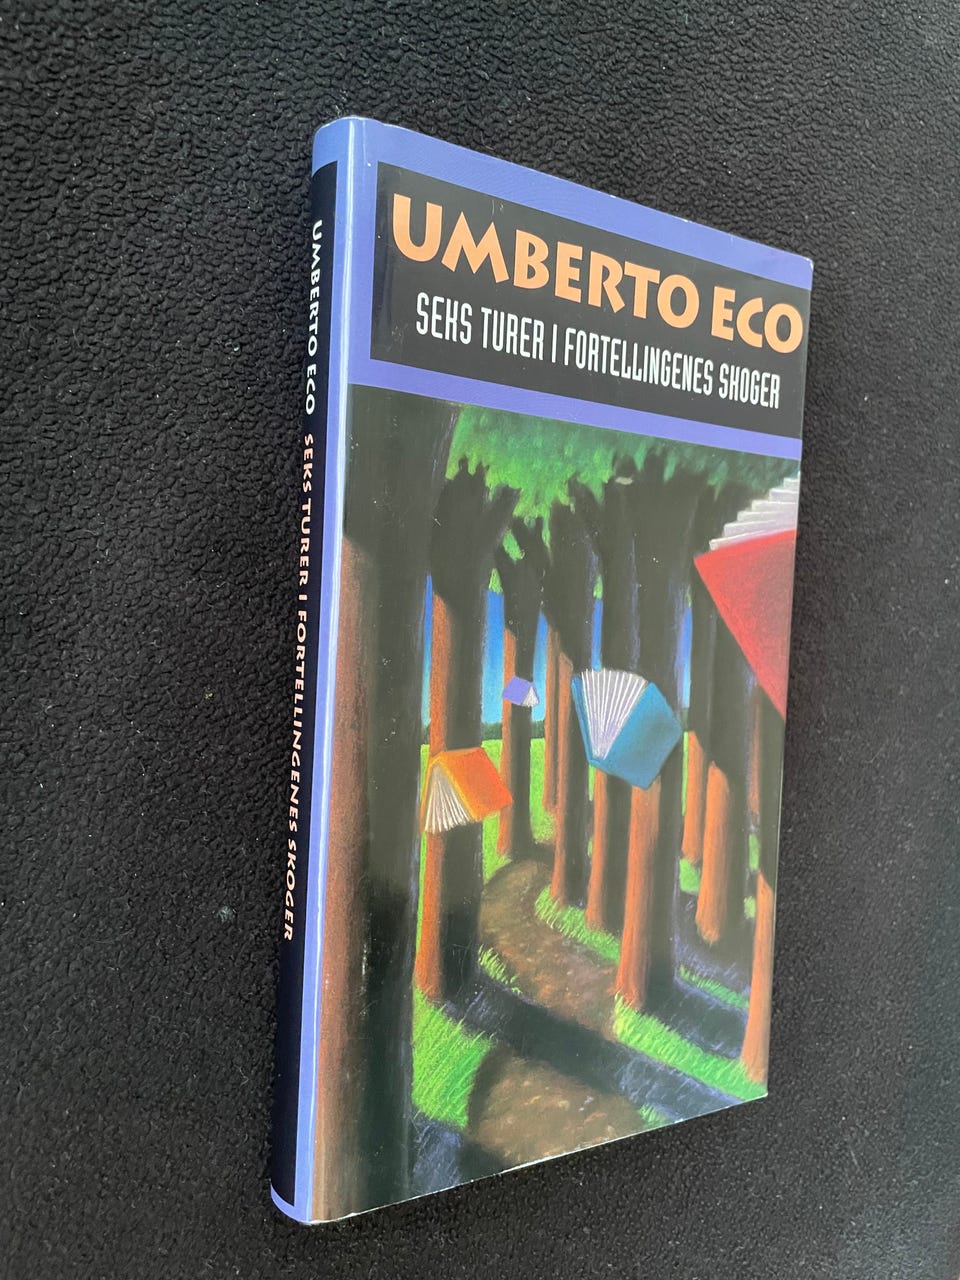 UMBERTO ECO
SEKS TURER I FORTELLINGENES SKOGER
UMBERTO ECO SEKS TURER I FORTELLINGENES SKOGER